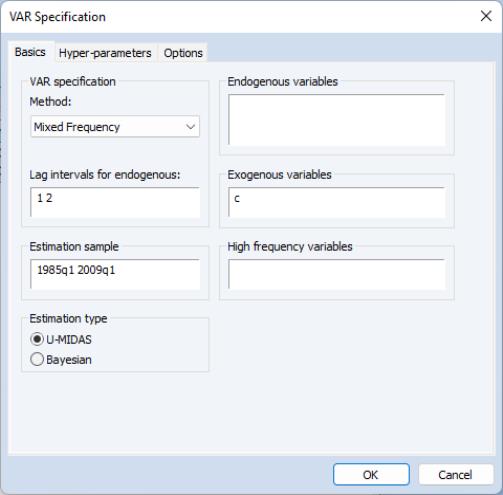 VAR Specification
Basics
Hyper-parameters
Options
VAR specification
Method:
Mixed Frequency
Lag intervals for endogenous:
1 2
Estimation sample
1985q1 2009q1
Estimation type
U-MIDAS
Bayesian
Endogenous variables
Exogenous variables
c
High frequency variables
OK
Cancel